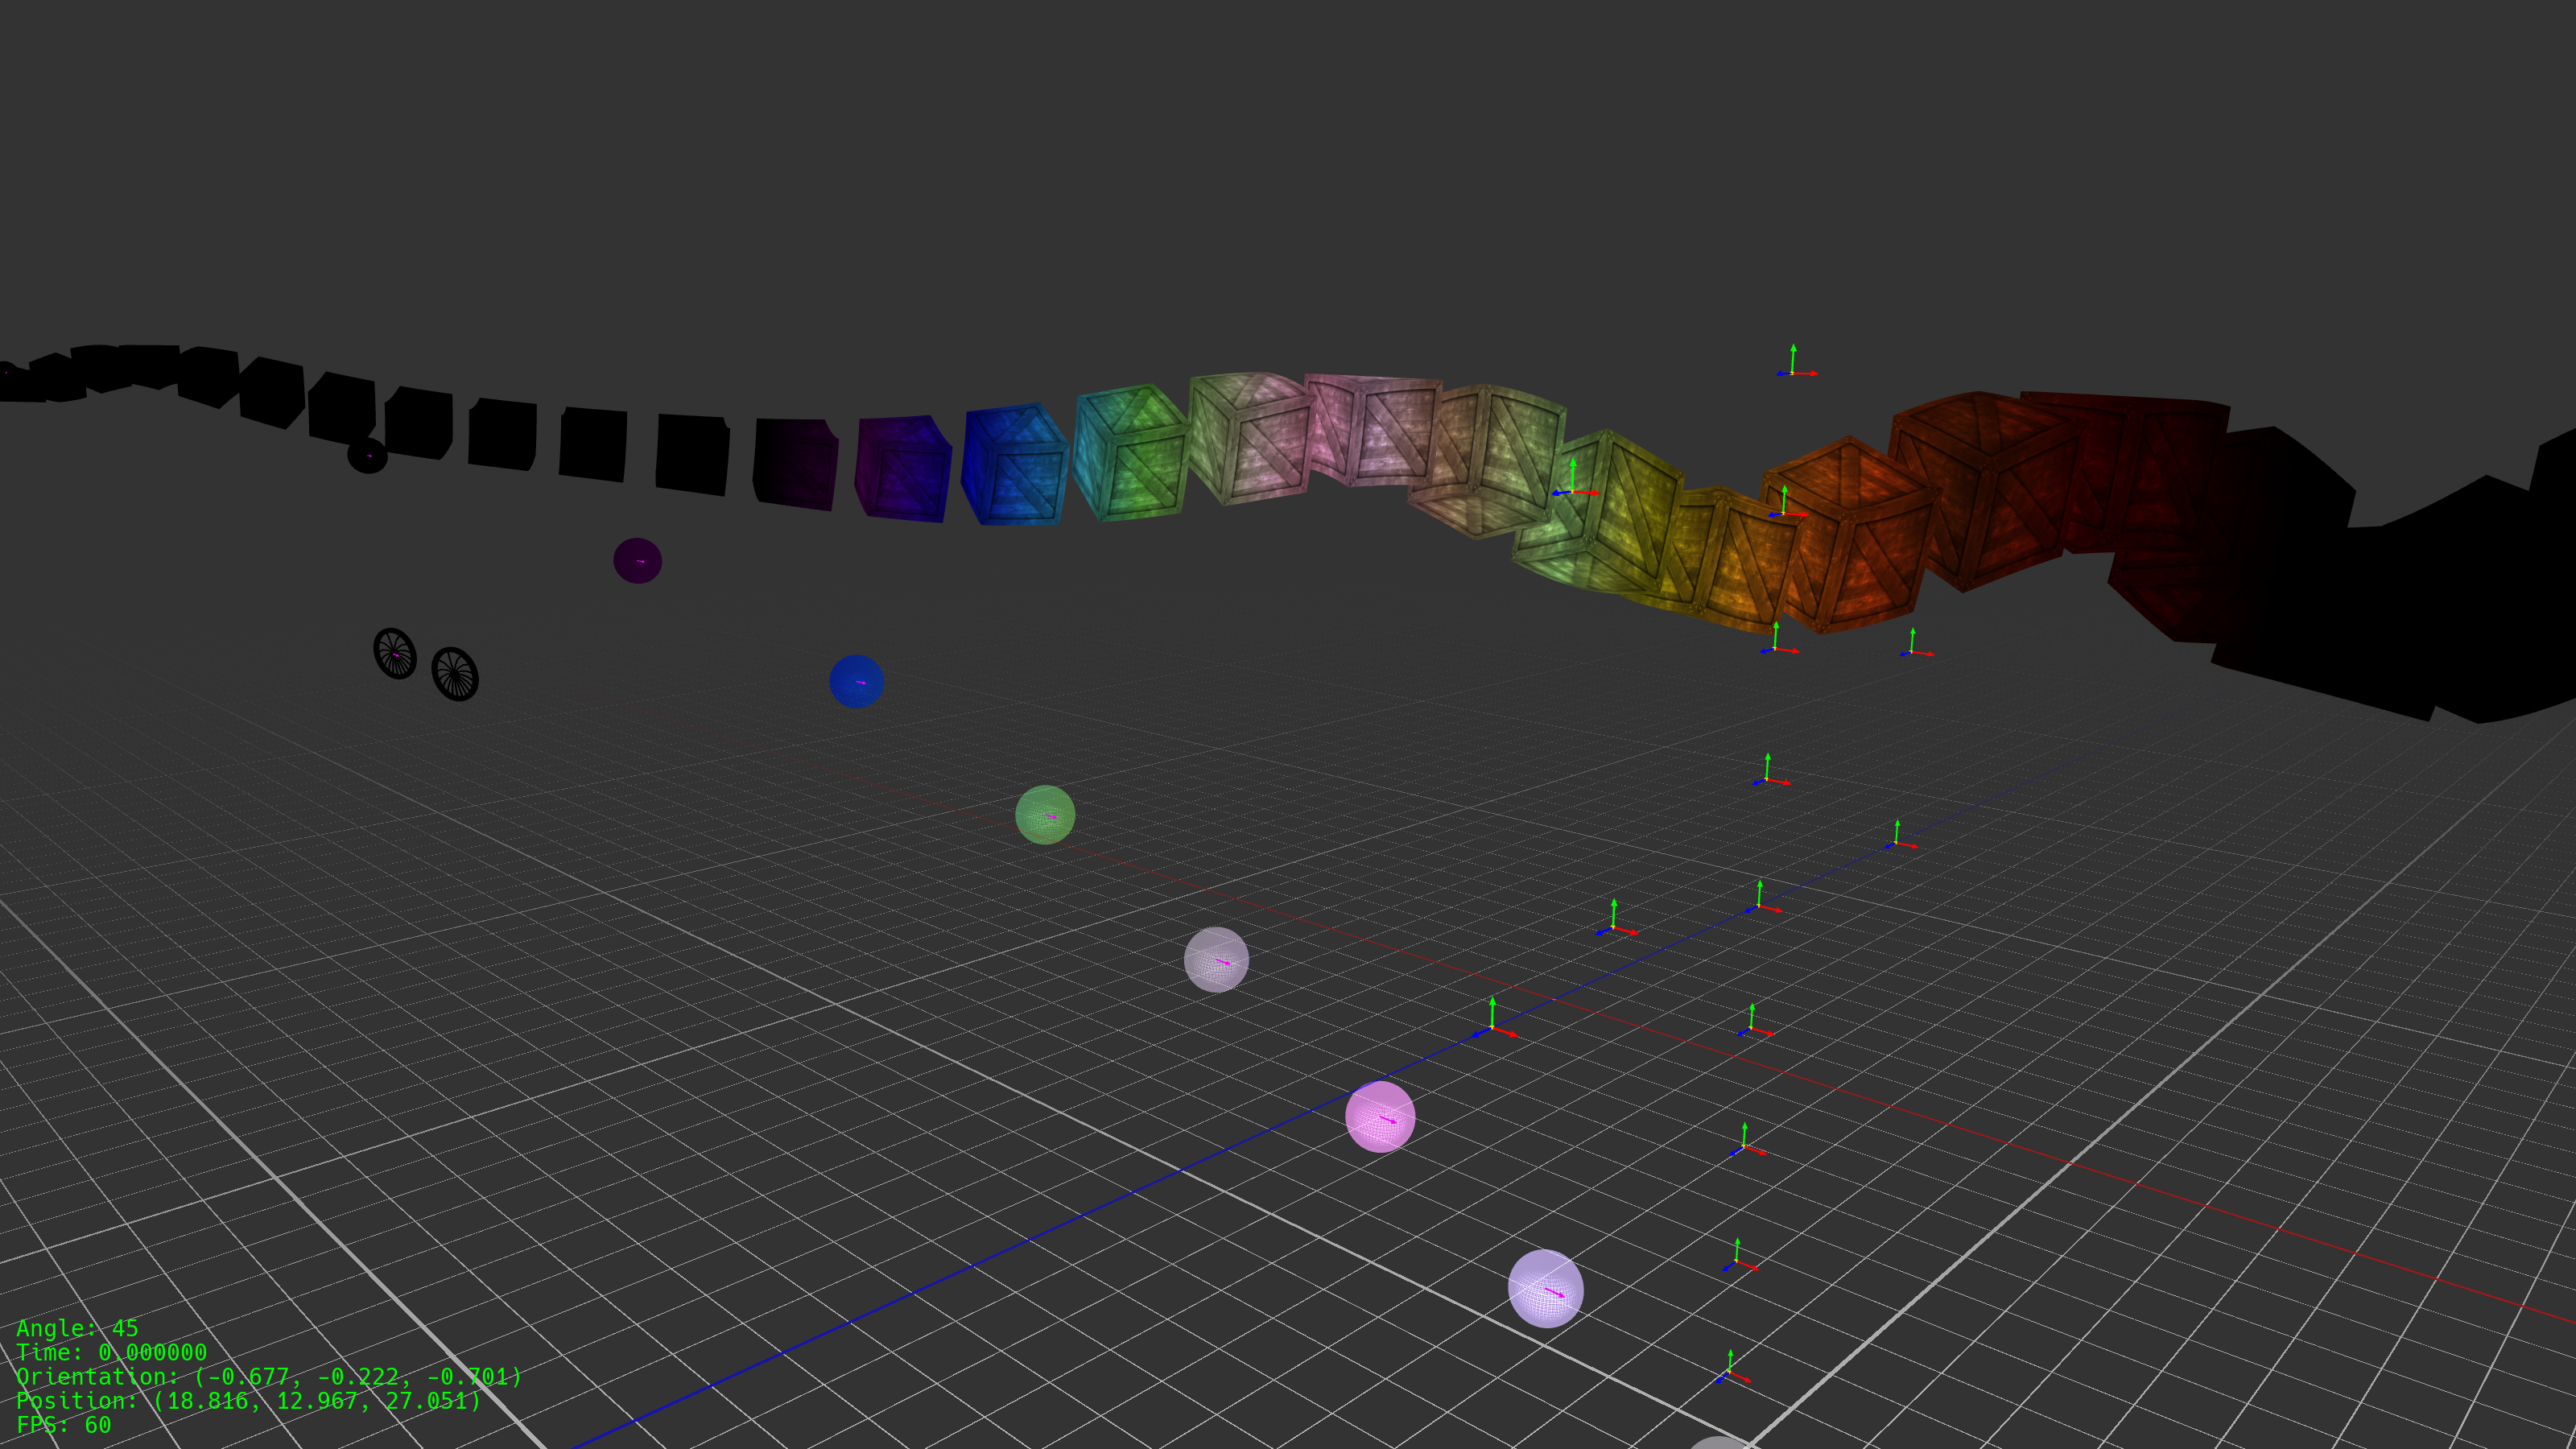 Angle: 45
Time: 0.000000
Orientation: (-0.677, -0.222, -0.701)
Position: (18.816, 12.967, 27.051)
FPS: 60